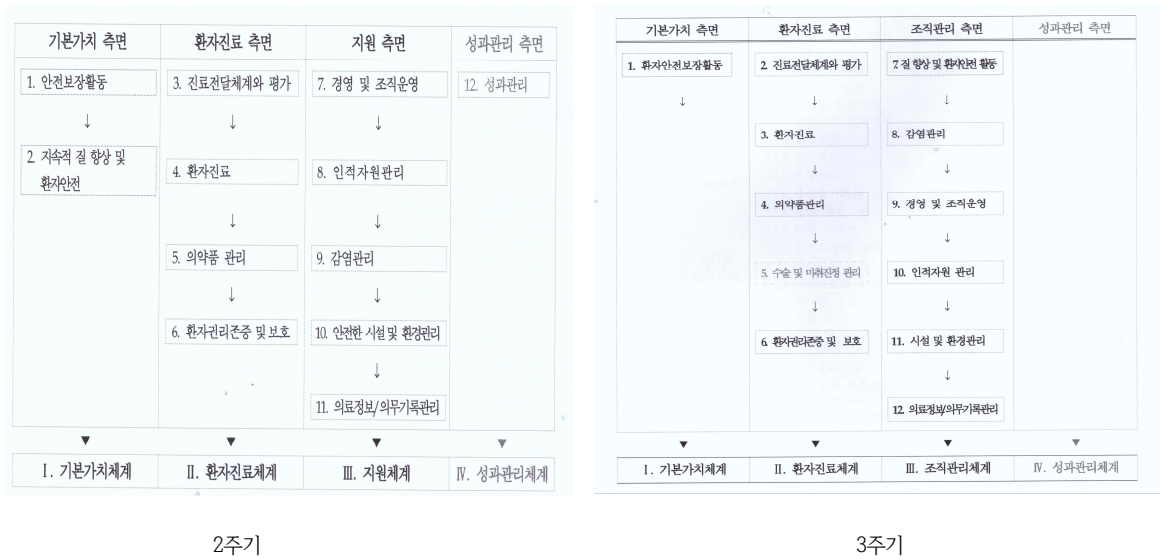 기본가치 측면
환자진료 측면
지원 측면
성과관리 측면
1. 안전보장활동
3. 진료전달체계와 평가
7. 경영 및 조직운영
12. 성과관리
↓
↓
↓
2. 지속적 질 향상 및
환자안전
4. 환자진료
8. 인적자원관리
↓
↓
5. 의약품 관리
9. 감염관리
↓
↓
6. 환자권리존중 및 보호
10. 안전한 시설 및 환경관리
↓
11. 의료정보/의무기록관리
▼
▼
▼
▼
Ⅰ. 기본가치체계
Ⅱ. 환자진료체계
Ⅲ. 지원체계
Ⅳ. 성과관리체계
2주기
기본가치 측면
환자진료 측면
조직관리 측면
성과관리 측면
1. 환자안전보장활동
2. 진료전달체계와 평가
7. 질 향상 및 환자안전 활동
↓
↓
↓
3. 환자진료
8. 감염관리
↓
↓
4. 의약품관리
9. 경영 및 조직운영
↓
↓
5. 수술 및 마취진정 관리
10. 인적자원 관리
↓
↓
6. 환자권리존중 및 보호
11. 시설 및 환경관리
↓
12. 의료정보/의무기록관리
▼
▼
▼
▼
Ⅰ. 기본가치체계
Ⅱ. 환자진료체계
Ⅲ. 조직관리체계
Ⅳ. 성과관리체계
3주기